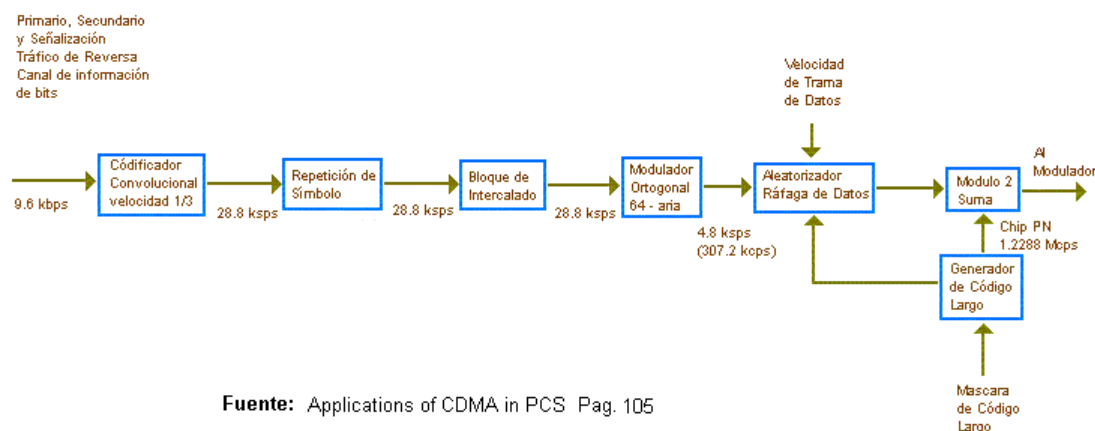 Primario, Secundario
y Señalización
Tráfico de Reversa
Canal de información
de bits
Velocidad
de Trama
de Datos
9.6 kbps
Códificador
Convolucional
velocidad 1/3
28.8 ksps
Repetición de
Símbolo
28.8 ksps
Bloque de
Intercalado
28.8 ksps
Modulador
Ortogonal
64 - aria
4.8 ksps
(307.2 kcps)
Aleatorizador
Ráfaga de Datos
Modulo 2
Suma
Al
Modulador
Chip PN
1.2288 Mcps
Generador
de Código
Largo
Mascara
de Código
Largo
Fuente: Applications of CDMA in PCS Pag. 105